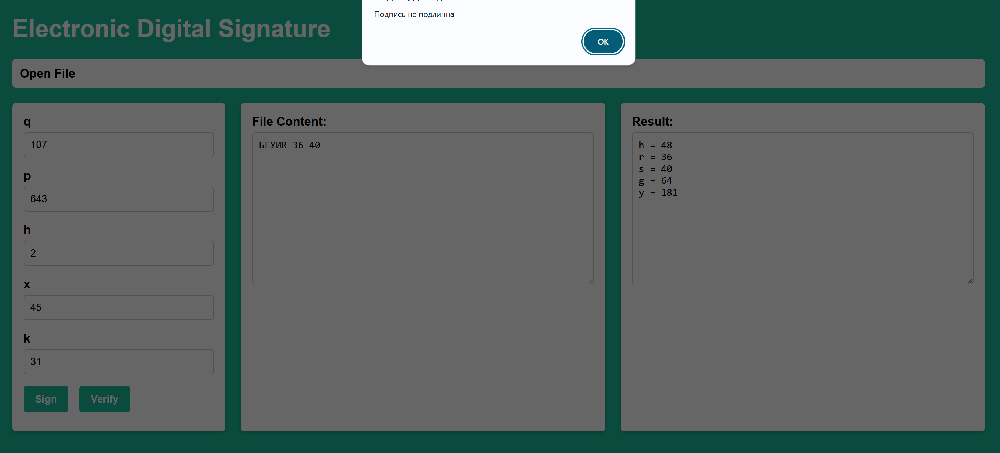 Подпись не подлинна
OK
Electronic Digital Signature
Open File
q
107
p
643
h
2
x
45
k
31
Sign Verify
File Content:
БГУИR 36 40
Result:
h = 48
r = 36
s = 40
g = 64
y = 181